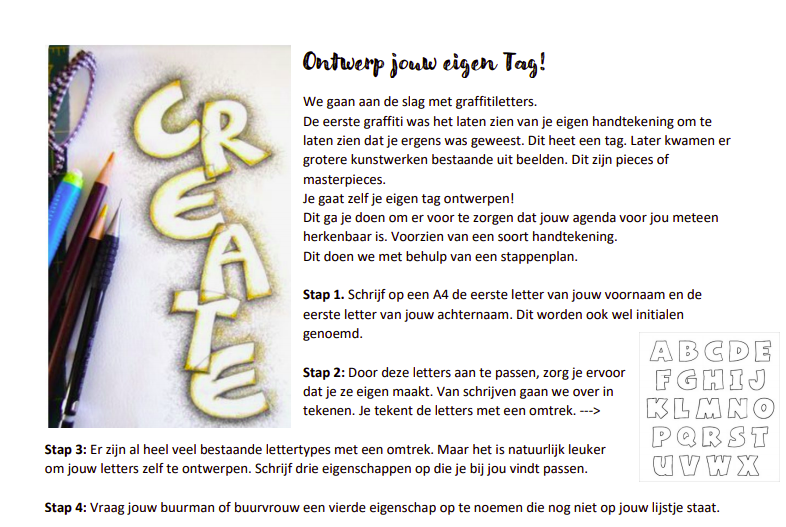 Ontwerp jouw eigen Tag!
We gaan aan de slag met graffitiletters.
De eerste graffiti was het laten zien van je eigen handtekening om te
laten zien dat je ergens was geweest. Dit heet een tag. Later kwamen er
grotere kunstwerken bestaande uit beelden. Dit zijn pieces of
masterpieces.
Je gaat zelf je eigen tag ontwerpen!
Dit ga je doen om er voor te zorgen dat jouw agenda voor jou meteen
herkenbaar is. Voorzien van een soort handtekening.
Dit doen we met behulp van een stappenplan.
Stap 1. Schrijf op een A4 de eerste letter van jouw voornaam en de
eerste letter van jouw achternaam. Dit worden ook wel initialen
genoemd.
Stap 2: Door deze letters aan te passen, zorg je ervoor
dat je ze eigen maakt. Van schrijven gaan we over in
tekenen. Je tekent de letters met een omtrek. --->
Stap 3: Er zijn al heel veel bestaande lettertypes met een omtrek. Maar het is natuurlijk leuker
om jouw letters zelf te ontwerpen. Schrijf drie eigenschappen op die je bij jou vindt passen.
Stap 4: Vraag jouw buurman of buurvrouw een vierde eigenschap op te noemen die nog niet op jouw lijstje staat.
CREATE
ABCDE
FGHIJ
KLMNO
PQRST
UVWX